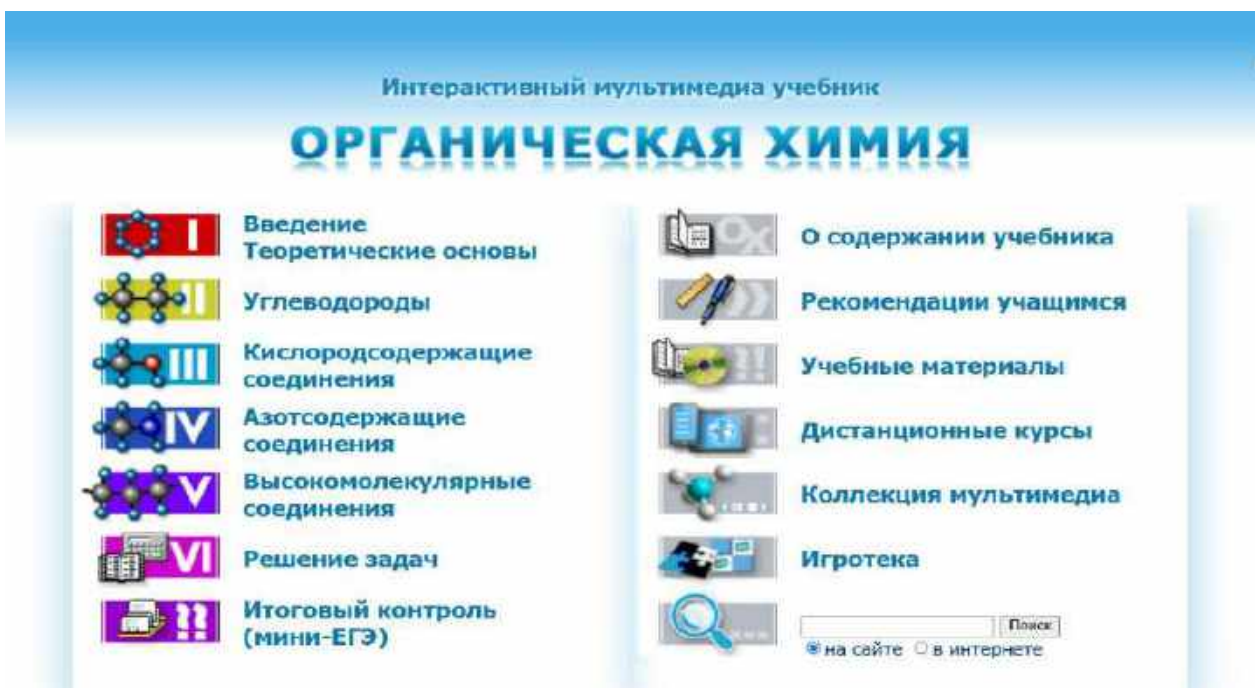 Интерактивный мультимедиа учебник
ОРГАНИЧЕСКАЯ ХИМИЯ
I
Введение
Теоретические основы
II
Углеводороды
III
Кислородсодержащие
соединения
IV
Азотсодержащие
соединения
V
Высокомолекулярные
соединения
VI
Решение задач
Итоговый контроль
(мини-ЕГЭ)
О содержании учебника
Рекомендации учащимся
Учебные материалы
Дистанционные курсы
Коллекция мультимедиа
Игротека
Поиск
на сайте в интернете